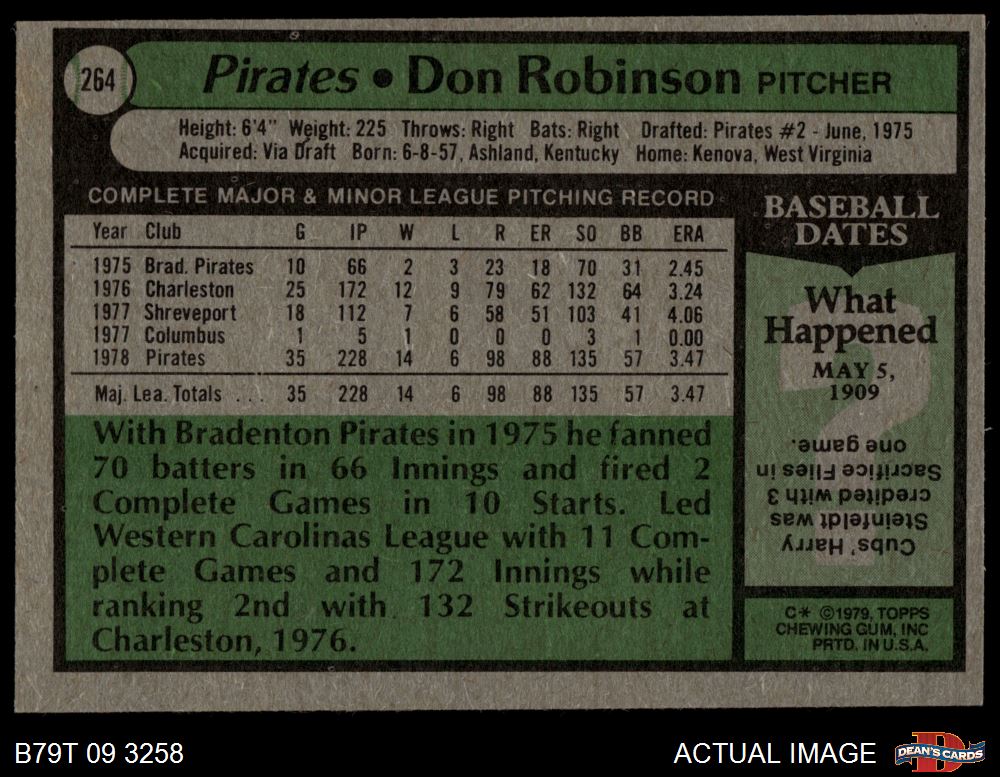 264
Pirates • Don Robinson PITCHER
Height: 6'4" Weight: 225 Throws: Right Bats: Right Drafted: Pirates #2 - June, 1975
Acquired: Via Draft Born: 6-8-57, Ashland, Kentucky Home: Kenova, West Virginia
COMPLETE MAJOR & MINOR LEAGUE PITCHING RECORD
Year Club G IP W L R ER SO BB ERA
1975 Brad. Pirates 10 66 2 3 23 18 70 31 2.45
1976 Charleston 25 172 12 9 79 62 132 64 3.24
1977 Shreveport 18 112 7 6 58 51 103 41 4.06
1977 Columbus 1 5 1 0 0 0 3 1 0.00
1978 Pirates 35 228 14 6 98 88 135 57 3.47
Maj. Lea. Totals ... 35 228 14 6 98 88 135 57 3.47
With Bradenton Pirates in 1975 he fanned
70 batters in 66 Innings and fired 2
Complete Games in 10 Starts. Led
Western Carolinas League with 11 Com-
plete Games and 172 Innings while
ranking 2nd with 132 Strikeouts at
Charleston, 1976.
BASEBALL
DATES
What
Happened
MAY 5,
1909
Cubs' Harry
Steinfeldt was
credited with 3
Sacrifice Flies in
one game.
C* ©1979, TOPPS
CHEWING GUM, INC
PRTD. IN U.S.A.
B79T 09 3258
ACTUAL IMAGE
D
DEAN'S CARDS